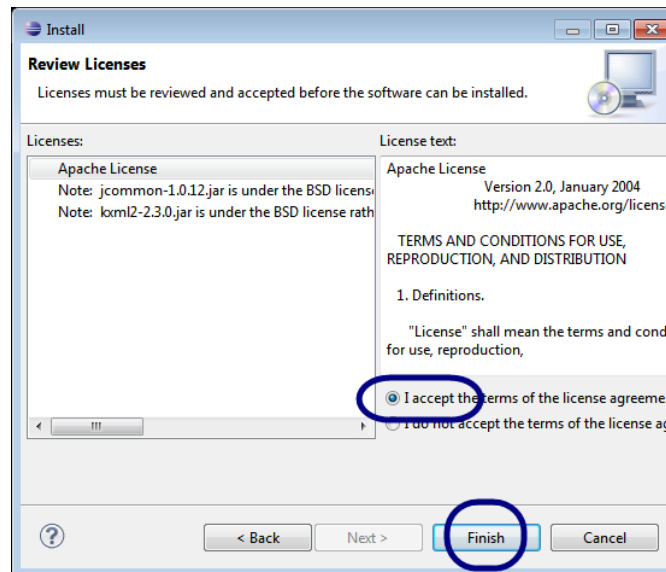 Install
Review Licenses
Licenses must be reviewed and accepted before the software can be installed.
Licenses:
Apache License
Note: jcommon-1.0.12.jar is under the BSD licens
Note: kxml2-2.3.0.jar is under the BSD license rath
License text:
Apache License
Version 2.0, January 2004
http://www.apache.org/licens
TERMS AND CONDITIONS FOR USE,
REPRODUCTION, AND DISTRIBUTION
1. Definitions.
"License" shall mean the terms and cond
for use, reproduction,
I accept the terms of the license agreeme
I do not accept the terms of the license ag
< Back
Next >
Finish
Cancel